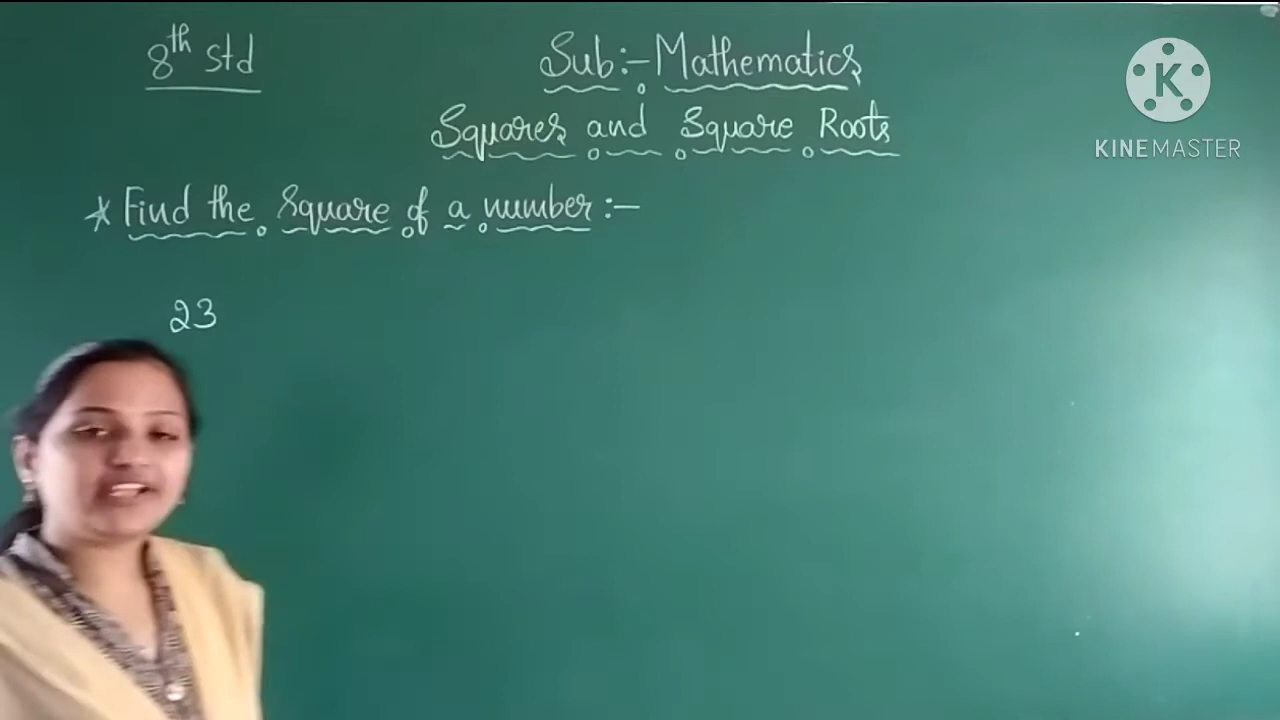 8th Std
Sub:- Mathematics
Squares and Square Roots
* Find the Square of a number:-
23
K
KINEMASTER